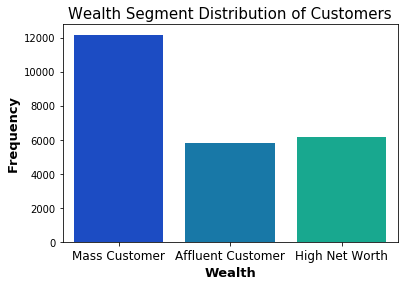 Wealth Segment Distribution of Customers
12000
10000
8000
6000
4000
2000
0
Frequency
Mass Customer Affluent Customer High Net Worth
Wealth